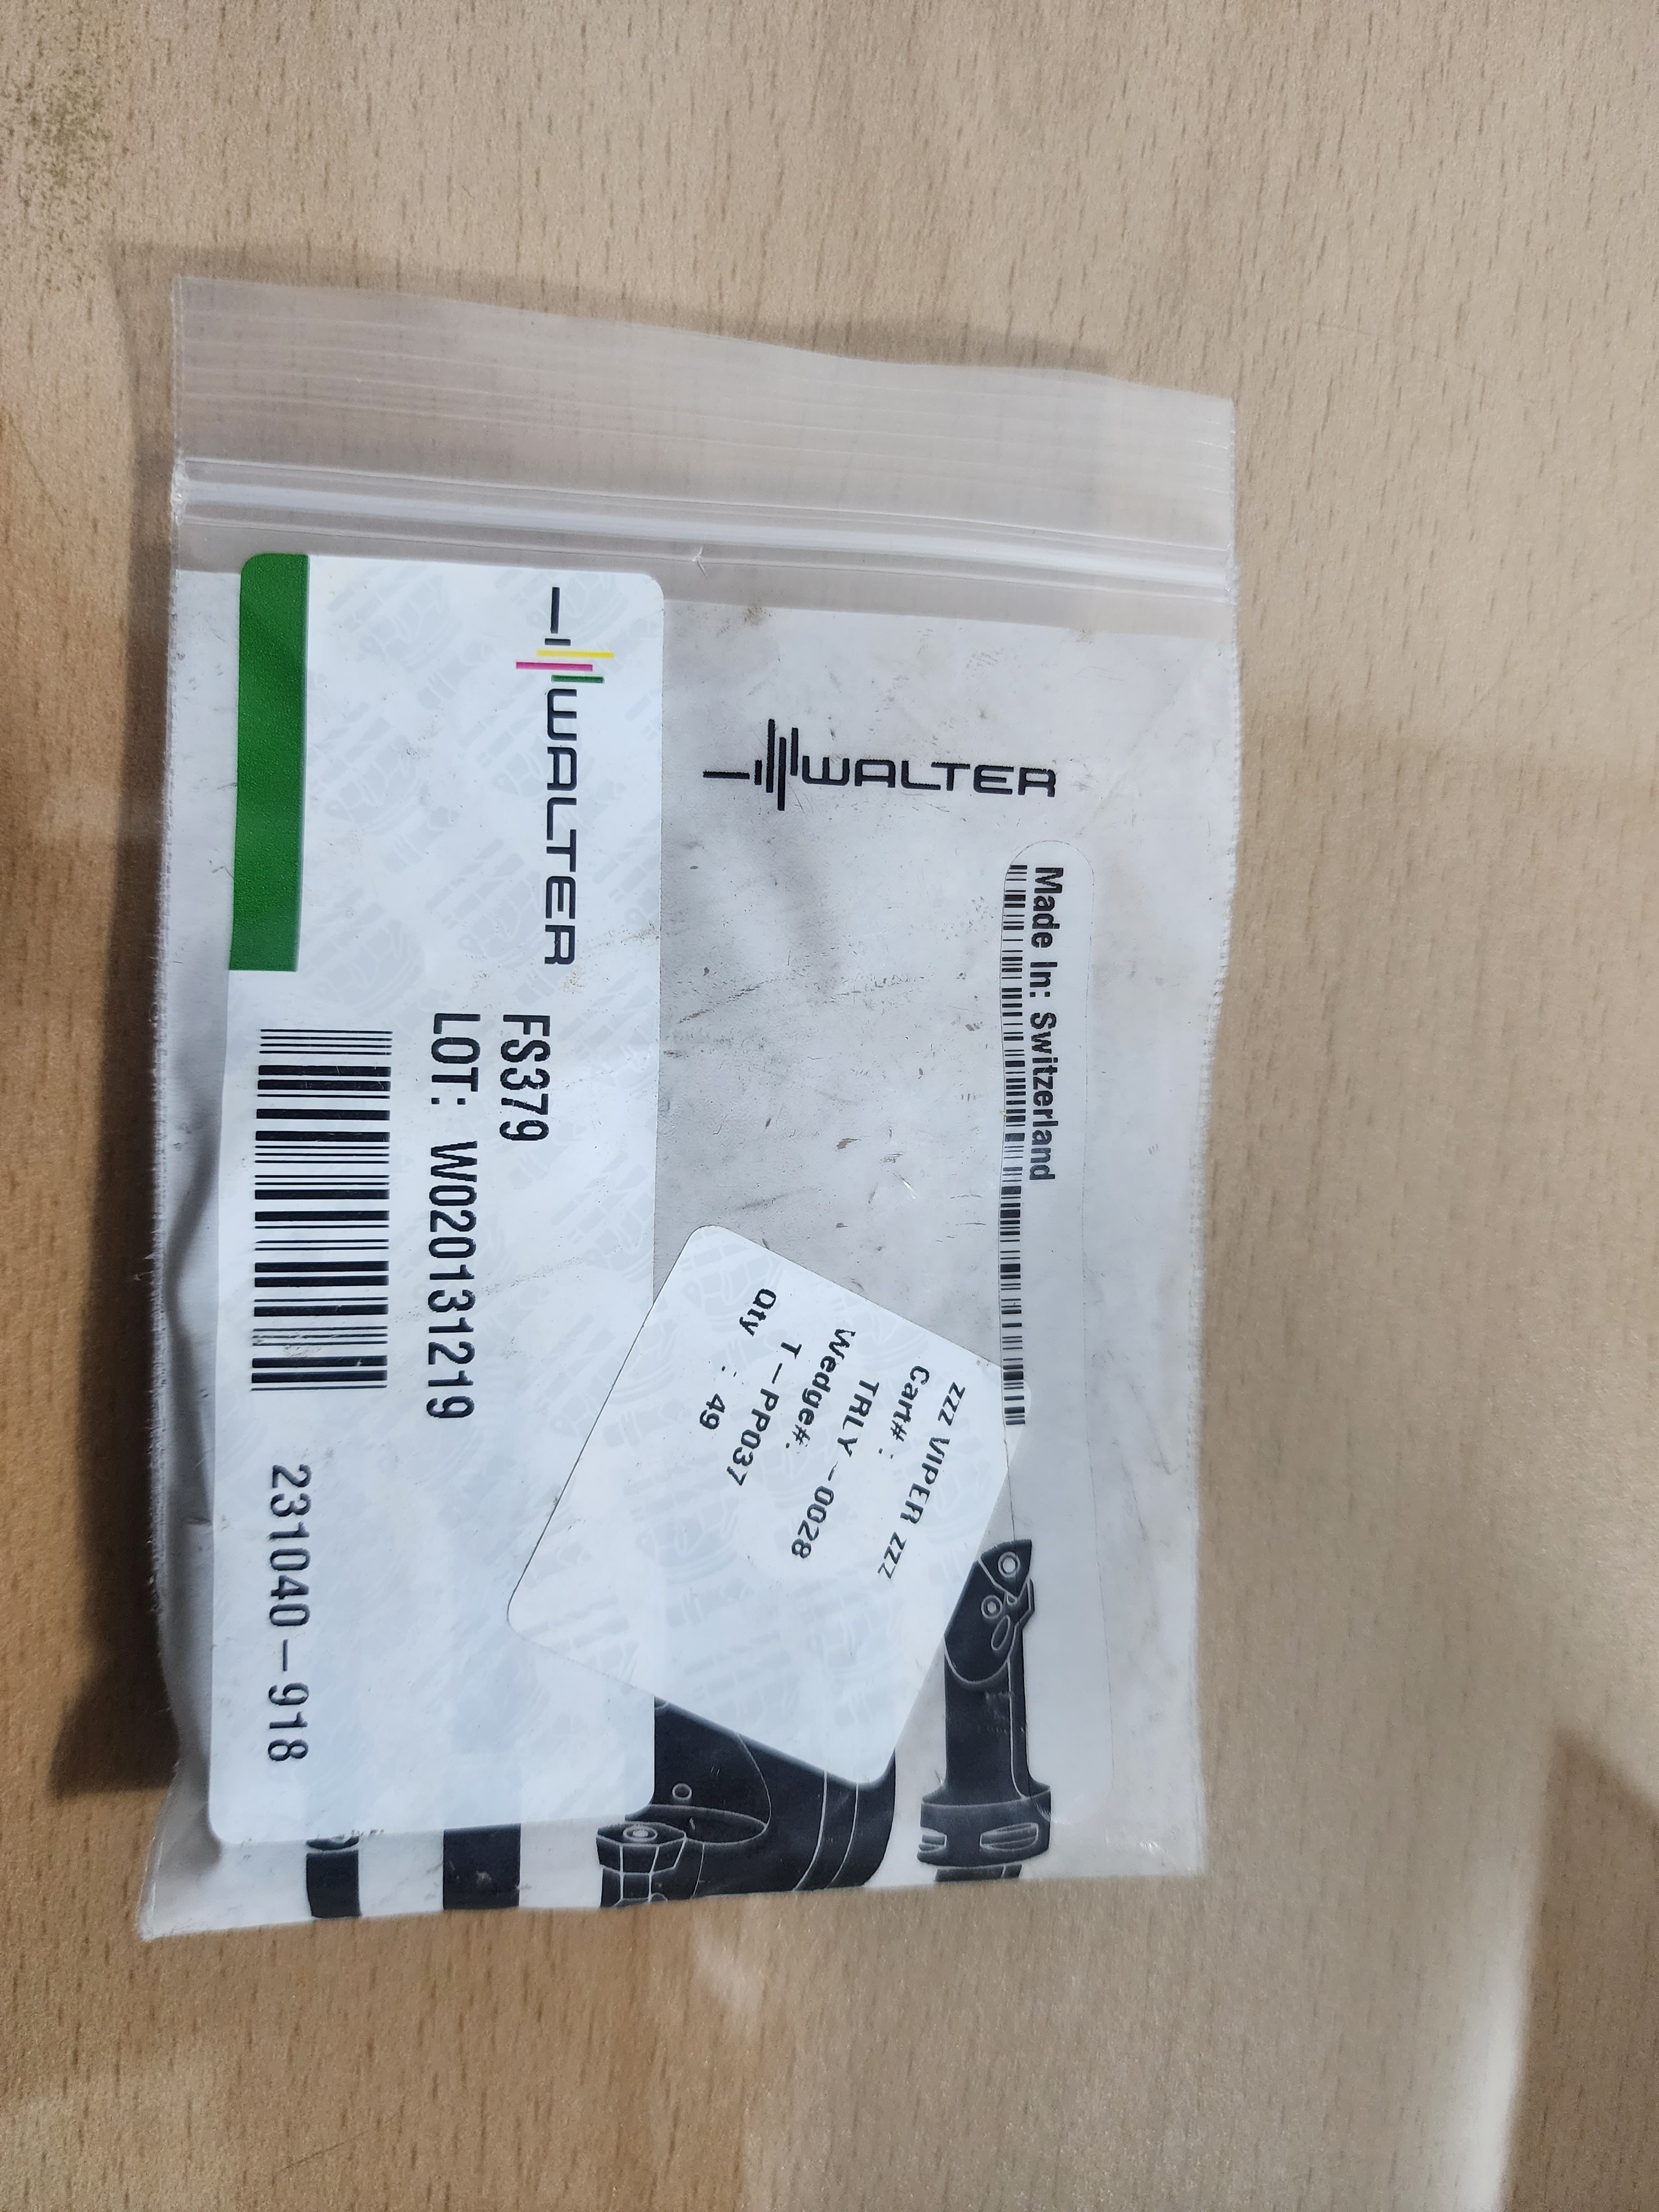 WALTER
Made In: Switzerland
WALTER
FS379
LOT: W020131219
231040-918
zzz VIPER zzz
Cart# :
TRLY -0028
Wedge#:
T-PP037
Qty : 49